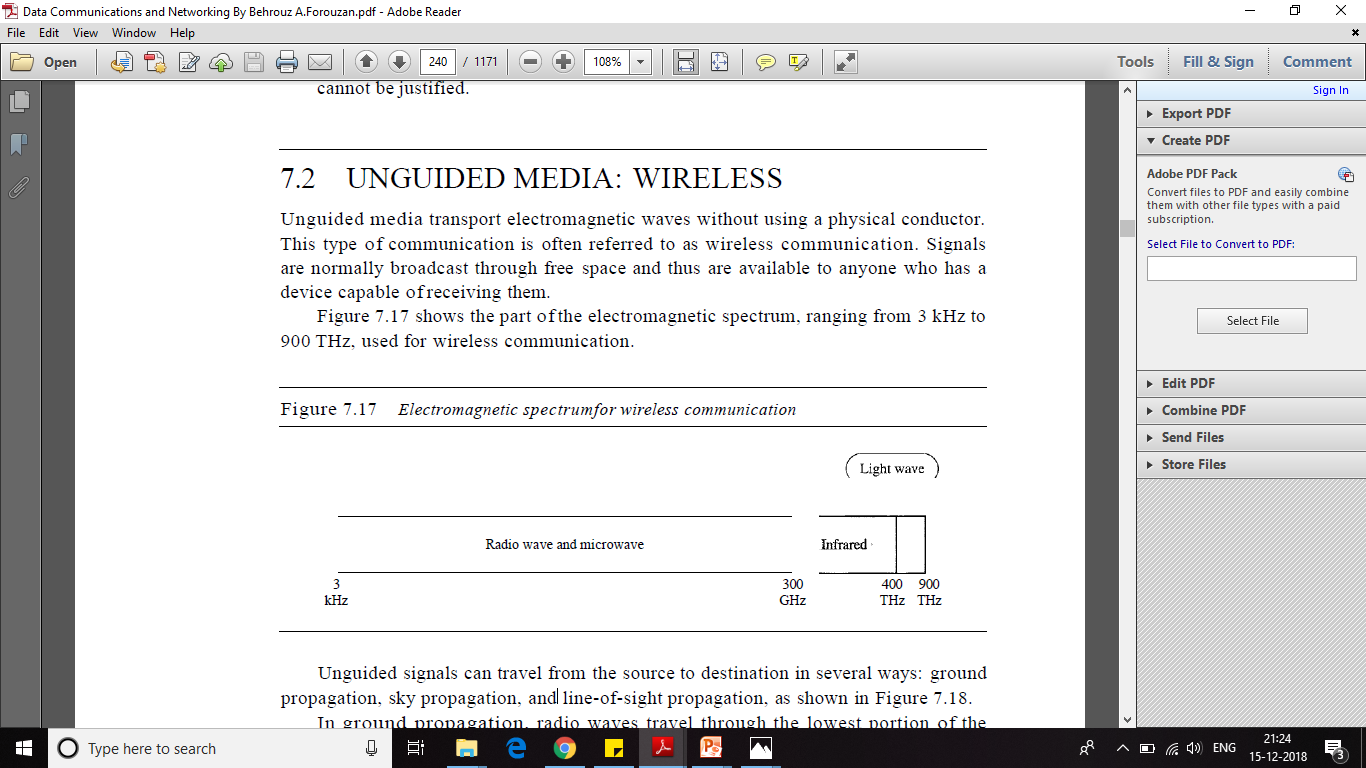 Data Communications and Networking By Behrouz A.Forouzan.pdf - Adobe Reader
File Edit View Window Help
Open 240 / 1171 108% Tools Fill & Sign Comment
cannot be justified.
7.2 UNGUIDED MEDIA: WIRELESS
Unguided media transport electromagnetic waves without using a physical conductor.
This type of communication is often referred to as wireless communication. Signals
are normally broadcast through free space and thus are available to anyone who has a
device capable of receiving them.
Figure 7.17 shows the part of the electromagnetic spectrum, ranging from 3 kHz to
900 THz, used for wireless communication.
Figure 7.17 Electromagnetic spectrumfor wireless communication
Light wave
Radio wave and microwave Infrared
3 300 400 900
kHz GHz THz THz
Unguided signals can travel from the source to destination in several ways: ground
propagation, sky propagation, and line-of-sight propagation, as shown in Figure 7.18.
In ground propagation, radio waves travel through the lowest portion of the
Sign In
Export PDF
Create PDF
Adobe PDF Pack
Convert files to PDF and easily combine
them with other file types with a paid
subscription.
Select File to Convert to PDF:
Select File
Edit PDF
Combine PDF
Send Files
Store Files
Type here to search
ENG
21:24
15-12-2018
3